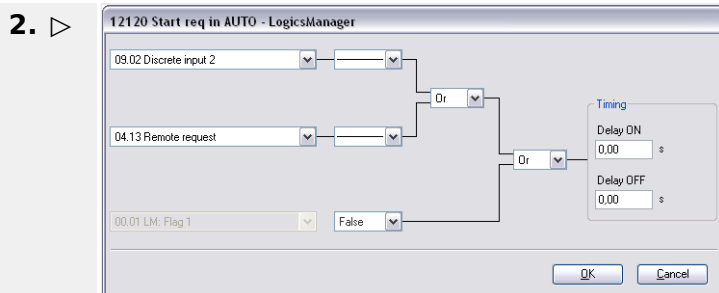 2. ▷
12120 Start req in AUTO - LogicsManager
09.02 Discrete input 2
Or
Timing
Delay ON
04.13 Remote request
0,00 s
Or
Delay OFF
0,00 s
00.01 LM: Flag 1
False
OK
Cancel